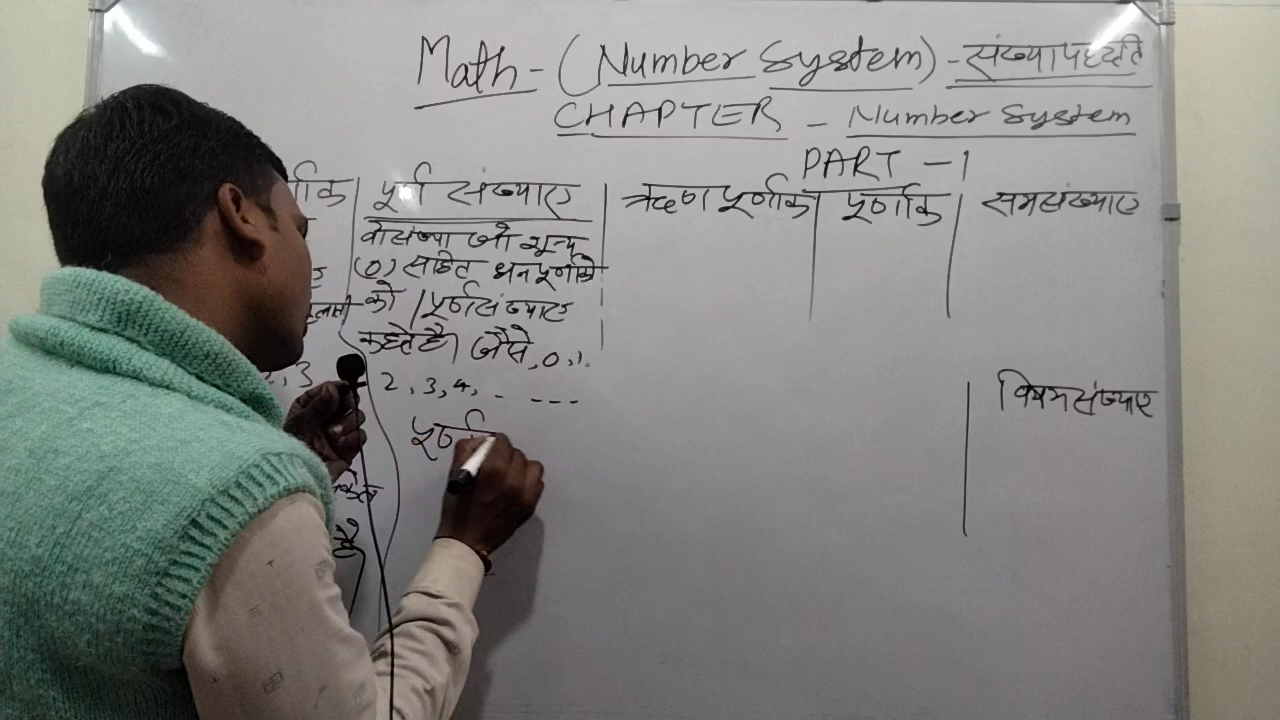 Math - (Number System) - संख्या पद्धति
CHAPTER - Number System
PART - 1
पूर्ण संख्याए
वो संख्या जो शून्य
(0) सहित धनपूर्णांक
को पूर्णसंख्याए
कहते है। जैसे, 0, 1,
2, 3, 4, - ---
पूर्ण
ऋण पूर्णांक
पूर्णांक
समसंख्याए
विषमसंख्याए